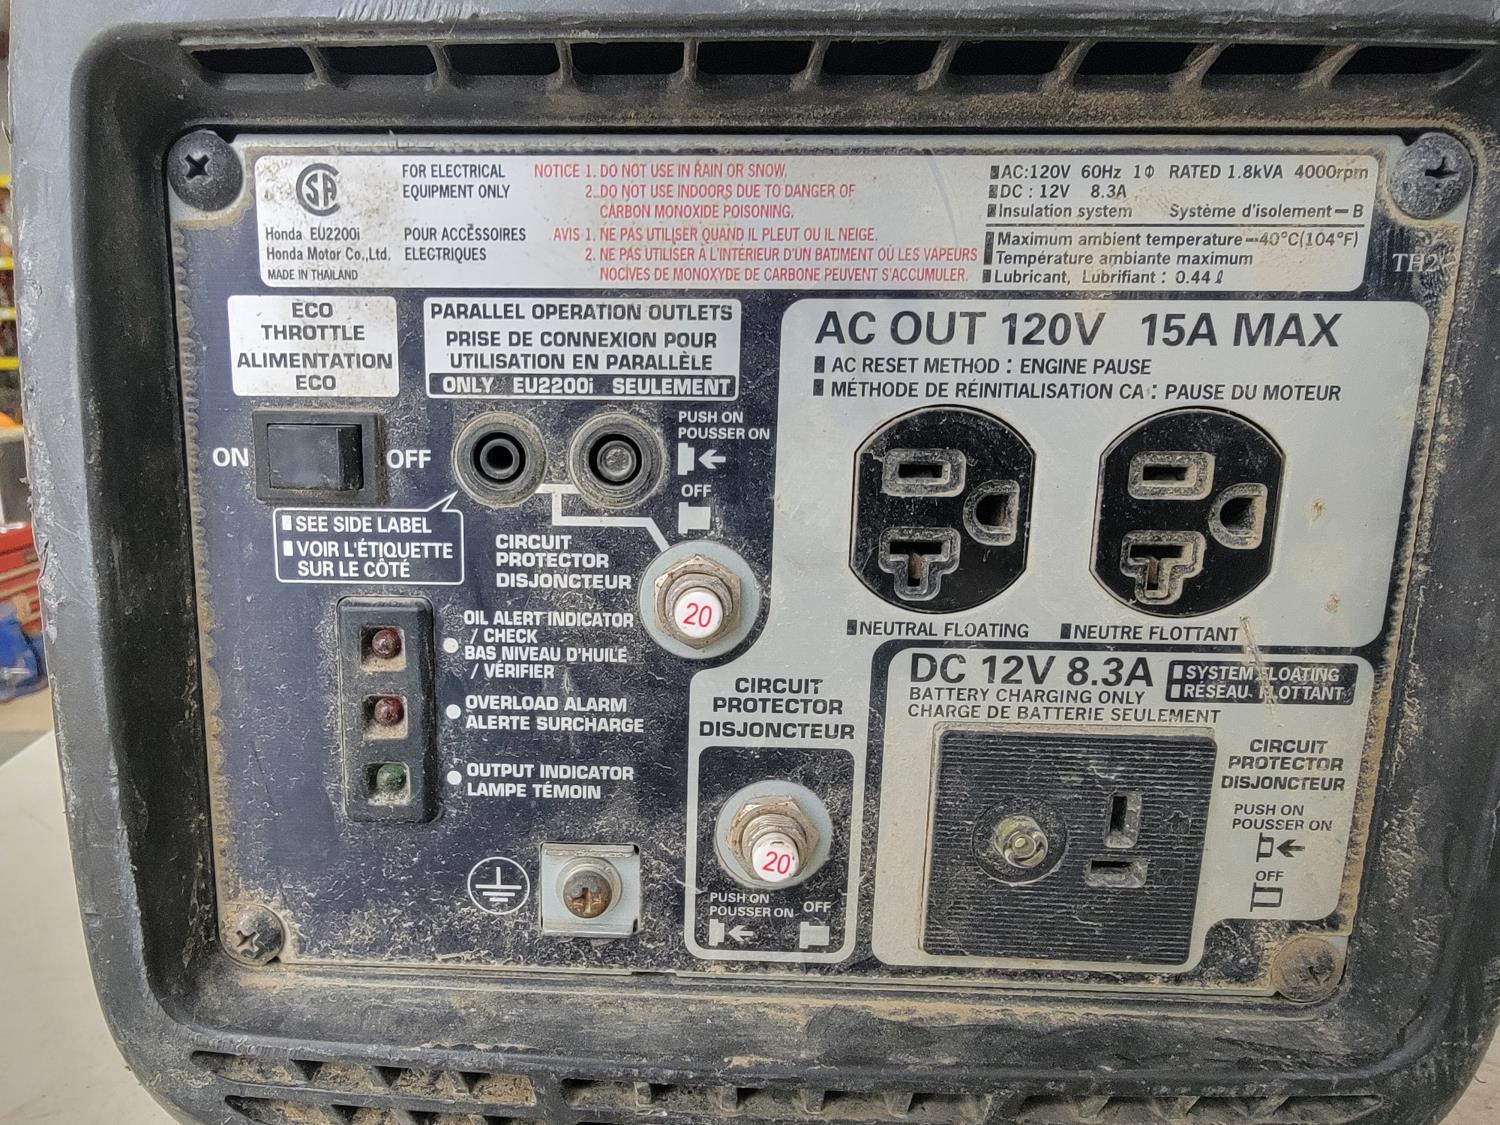 SA
FOR ELECTRICAL
EQUIPMENT ONLY
Honda EU2200i
Honda Motor Co.,Ltd.
MADE IN THAILAND
POUR ACCĒSSOIRES
ELECTRIQUES
NOTICE 1. DO NOT USE IN RAIN OR SNOW.
2. DO NOT USE INDOORS DUE TO DANGER OF
CARBON MONOXIDE POISONING.
AVIS 1. NE PAS UTILISER QUAND IL PLEUT OU IL NEIGE.
2. NE PAS UTILISER À L'INTÉRIEUR D'UN BATIMENT OÙ LES VAPEURS
NOCIVES DE MONOXYDE DE CARBONE PEUVENT S'ACCUMULER.
AC:120V 60Hz 1Φ RATED 1.8kVA 4000rpm
DC : 12V 8.3A
Insulation system Système d'isolement－B
Maximum ambient temperature－40°C(104°F)
Température ambiante maximum
Lubricant, Lubrifiant : 0.44ℓ
ECO
THROTTLE
ALIMENTATION
ECO
ON
OFF
PARALLEL OPERATION OUTLETS
PRISE DE CONNEXION POUR
UTILISATION EN PARALLÈLE
ONLY EU2200i SEULEMENT
PUSH ON
POUSSER ON
OFF
SEE SIDE LABEL
VOIR L'ÉTIQUETTE
SUR LE CÔTÉ
CIRCUIT
PROTECTOR
DISJONCTEUR
20
AC OUT 120V 15A MAX
AC RESET METHOD : ENGINE PAUSE
MÉTHODE DE RÉINITIALISATION CA : PAUSE DU MOTEUR
NEUTRAL FLOATING
NEUTRE FLOTTANT
OIL ALERT INDICATOR
/ CHECK
BAS NIVEAU D'HUILE
/ VÉRIFIER
OVERLOAD ALARM
ALERTE SURCHARGE
OUTPUT INDICATOR
LAMPE TÉMOIN
CIRCUIT
PROTECTOR
DISJONCTEUR
20
PUSH ON
POUSSER ON
OFF
DC 12V 8.3A
SYSTEM FLOATING
RÉSEAU FLOTTANT
BATTERY CHARGING ONLY
CHARGE DE BATTERIE SEULEMENT
CIRCUIT
PROTECTOR
DISJONCTEUR
PUSH ON
POUSSER ON
OFF